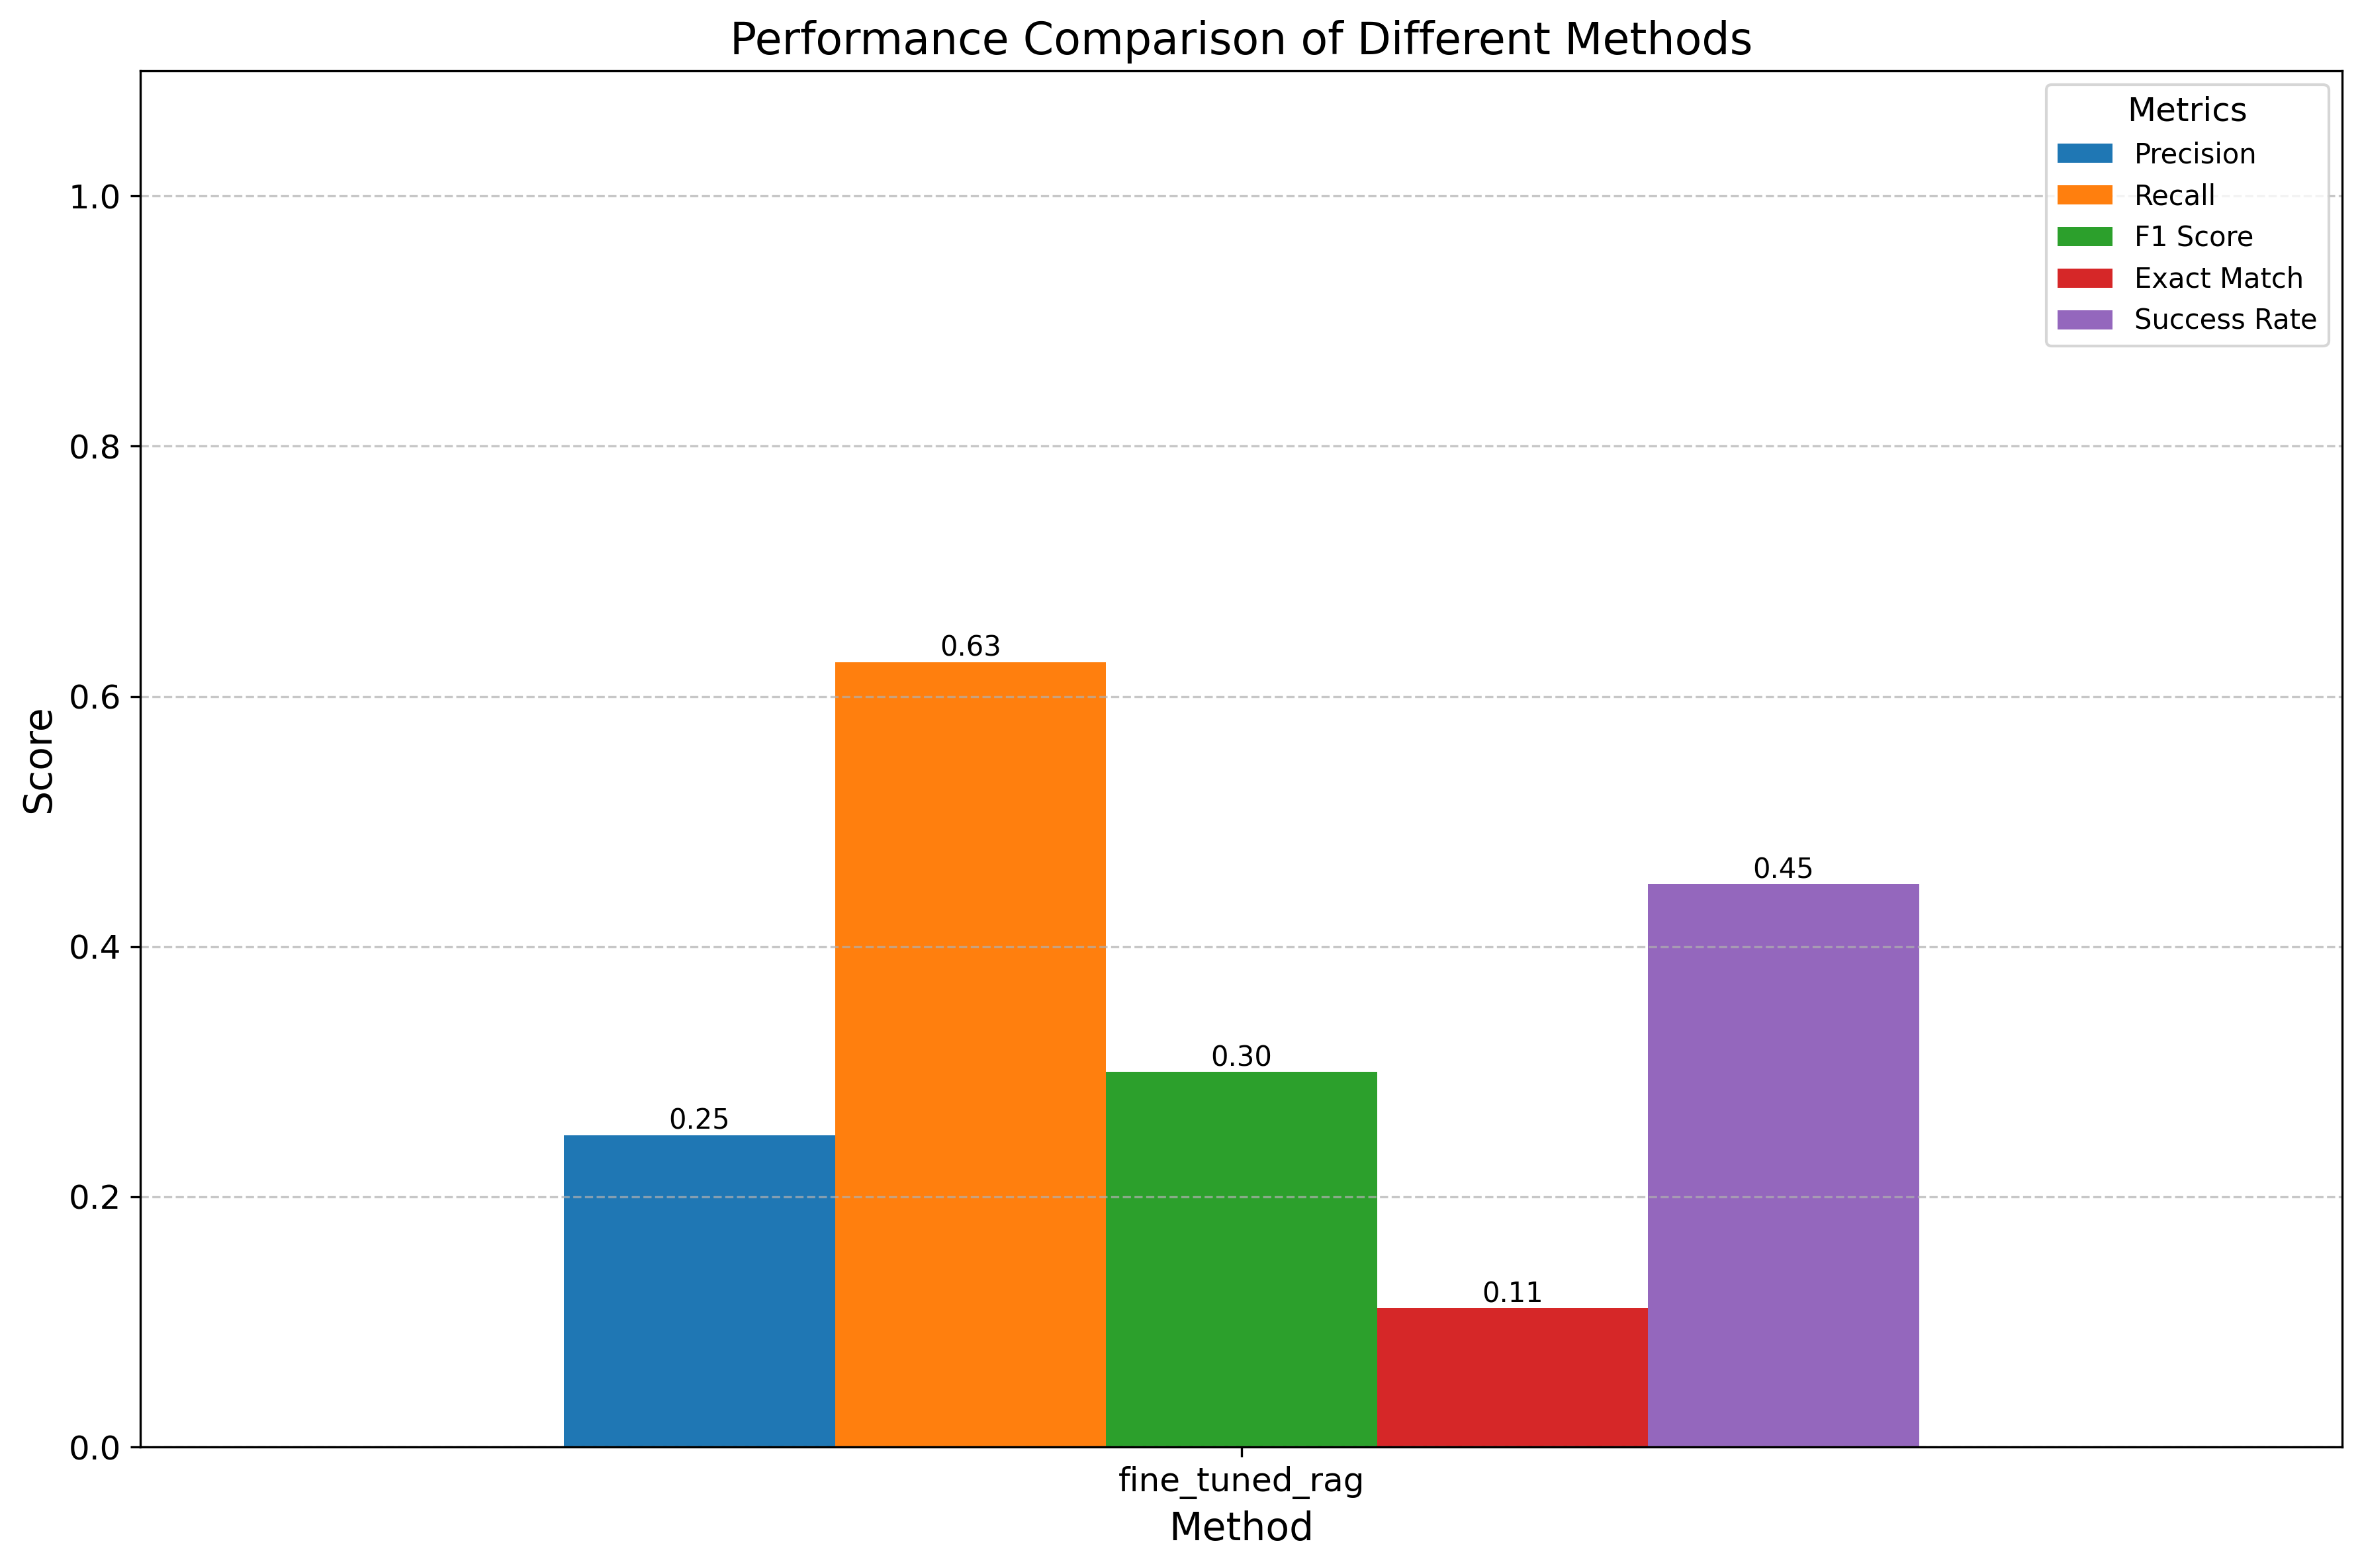 Performance Comparison of Different Methods
Metrics
Precision
Recall
F1 Score
Exact Match
Success Rate
1.0
0.8
0.6
0.4
0.2
0.0
Score
0.25
0.63
0.30
0.11
0.45
fine_tuned_rag
Method